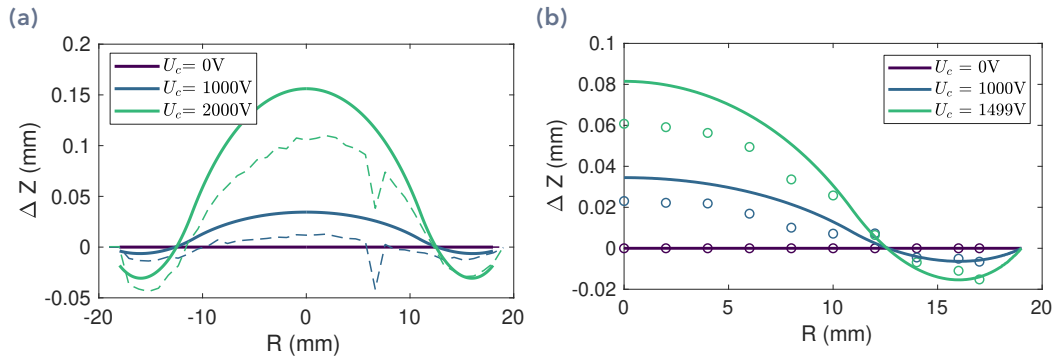 (a)
0.2
0.15
0.1
0.05
0
-0.05
-20
-10
0
10
20
R (mm)
Δ Z (mm)
U_c= 0V
U_c= 1000V
U_c= 2000V
(b)
0.1
0.08
0.06
0.04
0.02
0
-0.02
0
5
10
15
20
R (mm)
Δ Z (mm)
U_c = 0V
U_c = 1000V
U_c = 1499V